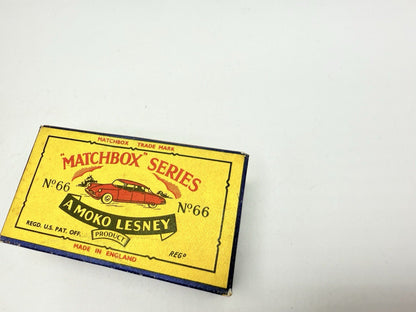 MATCHBOX TRADE MARK
"MATCHBOX" SERIES
Nº66
Nº66
A MOKO LESNEY
PRODUCT
REGD. U.S. PAT. OFF.
REGD
MADE IN ENGLAND